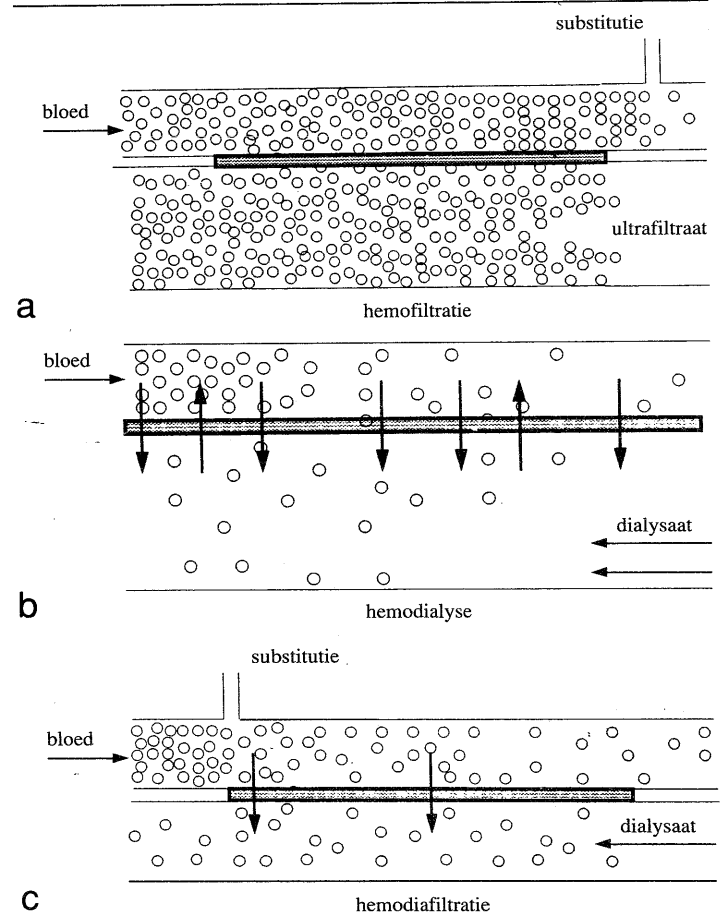 substitutie
bloed
ultrafiltraat
a
hemofiltratie
bloed
dialysaat
b
hemodialyse
substitutie
bloed
dialysaat
c
hemodiafiltratie